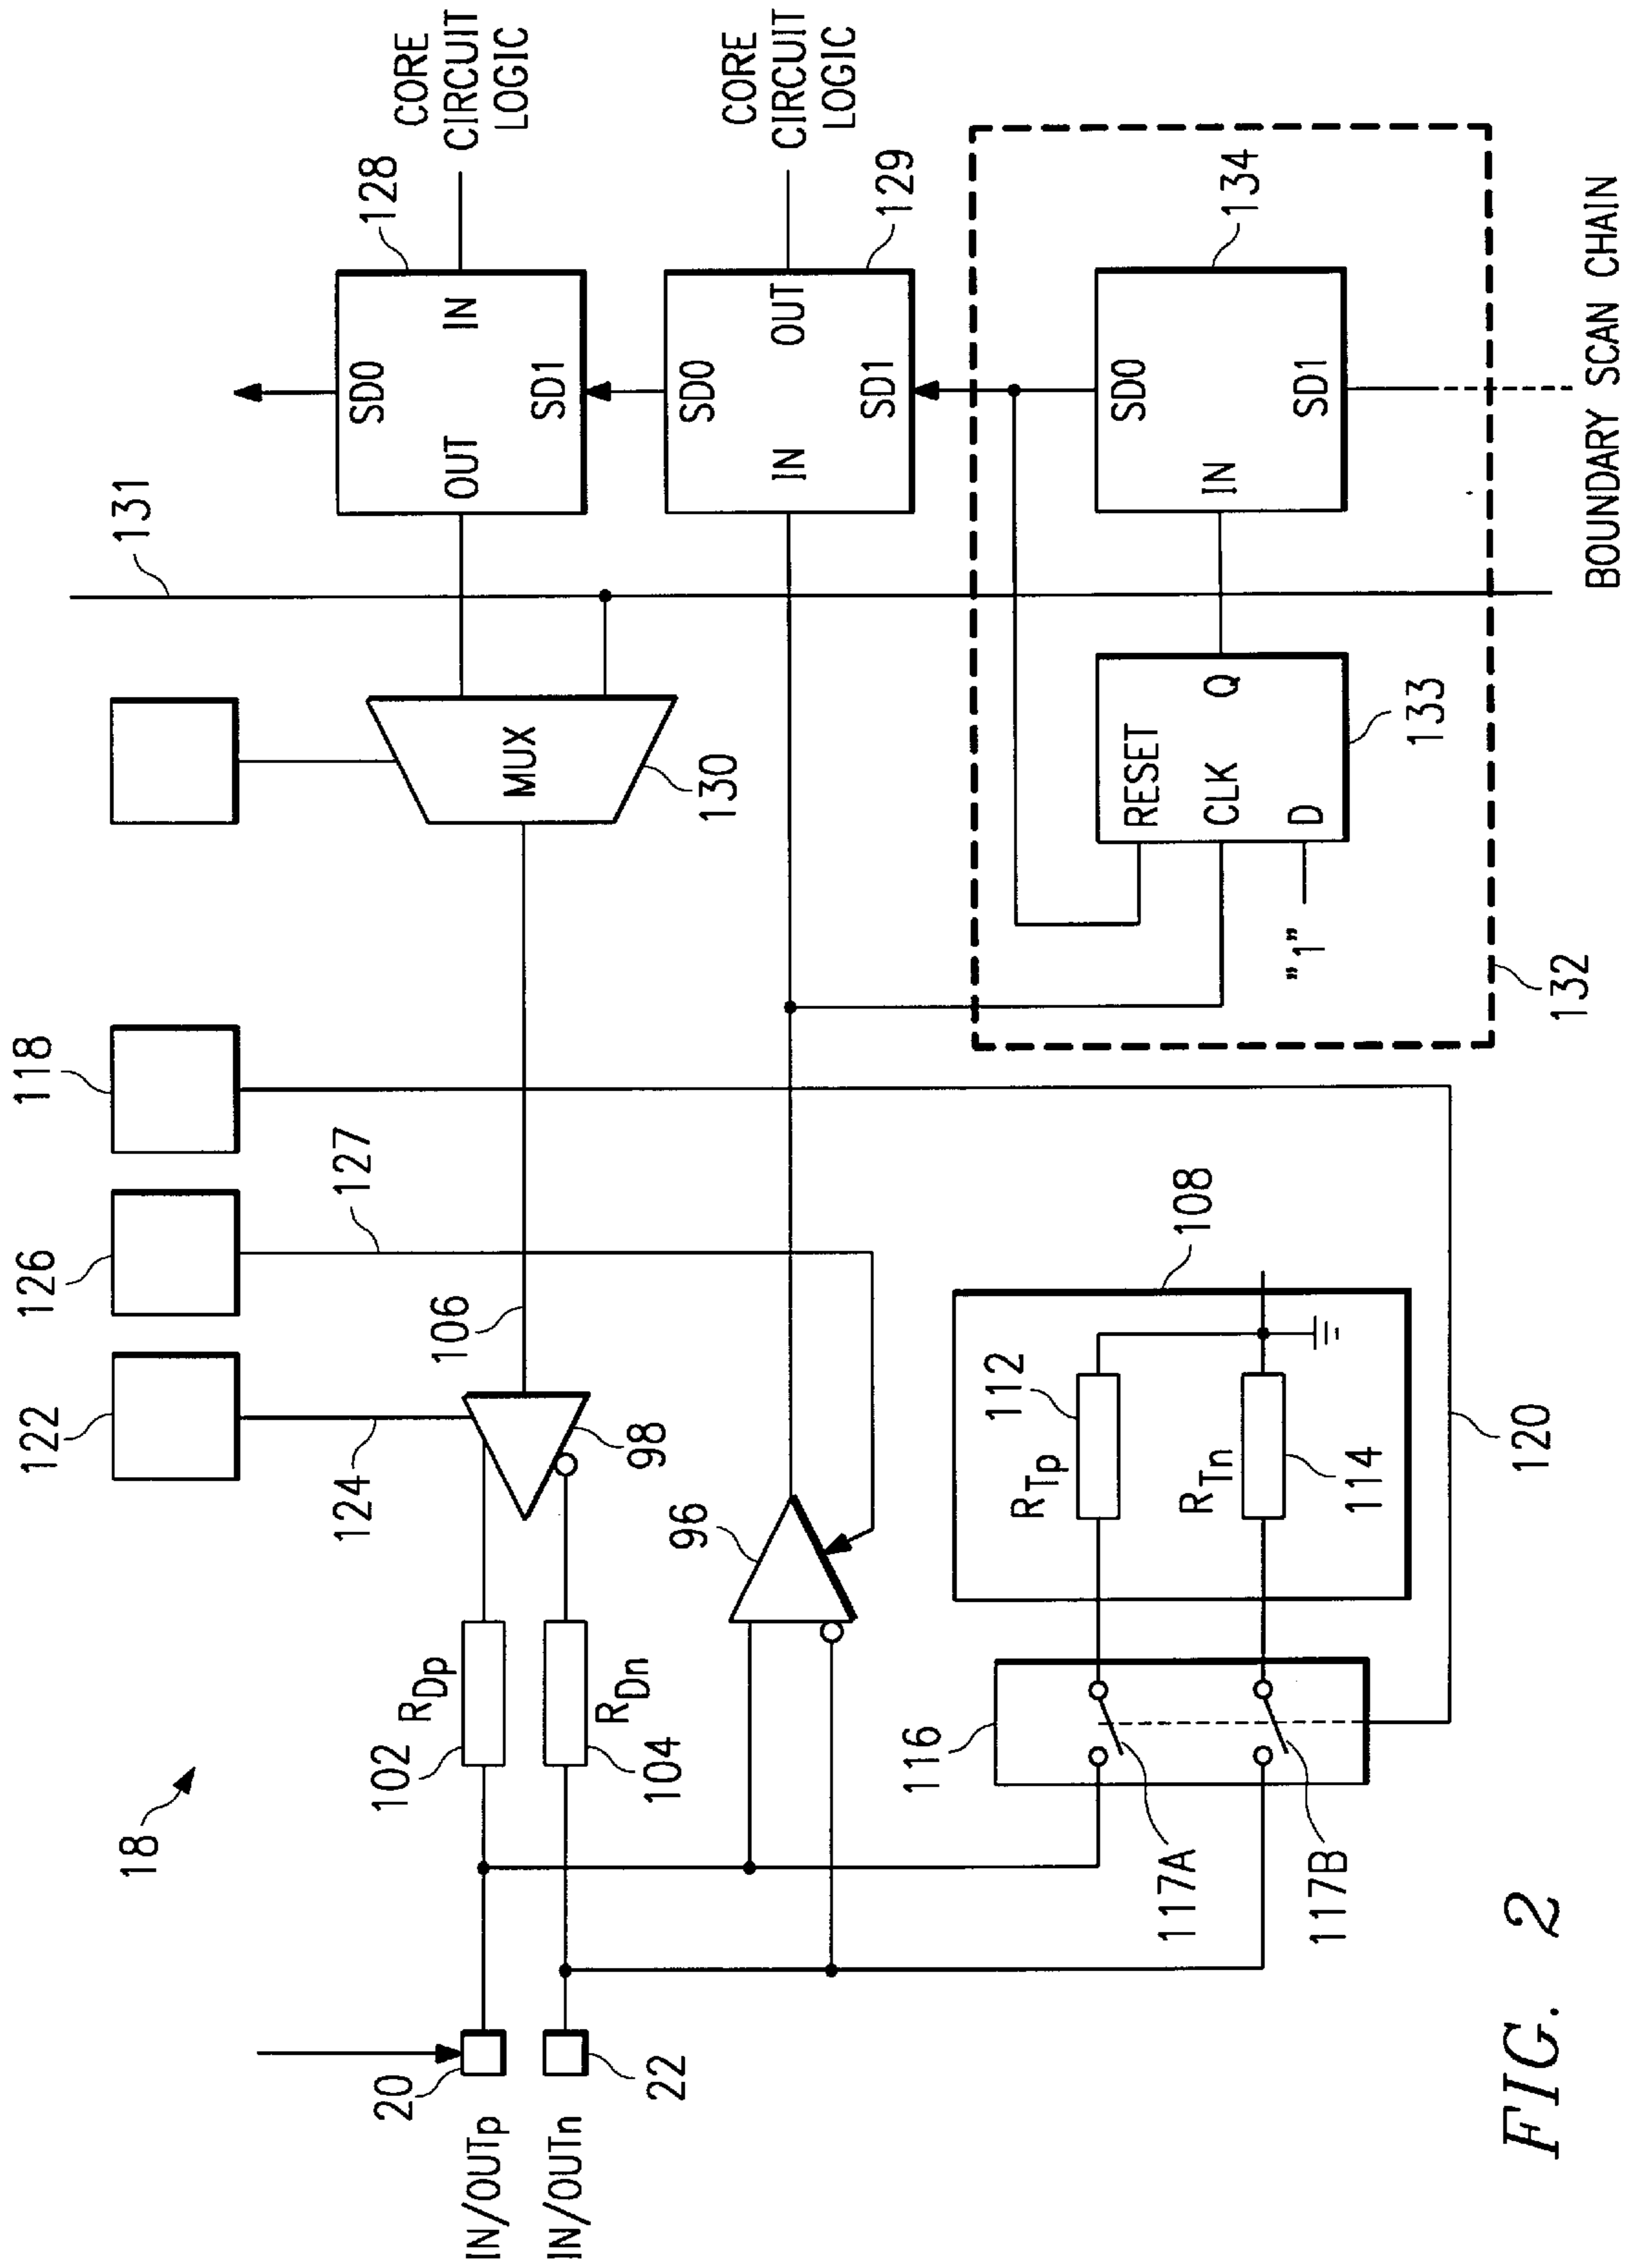 118
126
122
131
127
124
106
128
SD0
OUT
IN
SD1
CORE
CIRCUIT
LOGIC
MUX
130
98
18
102
RDp
RDn
104
20
IN/OUTp
IN/OUTn
22
96
129
SD0
IN
OUT
SD1
CORE
CIRCUIT
LOGIC
108
112
RTp
RTn
114
116
117A
117B
120
RESET
CLK
Q
D
"1"
133
132
SD0
IN
SD1
134
BOUNDARY SCAN CHAIN
FIG. 2